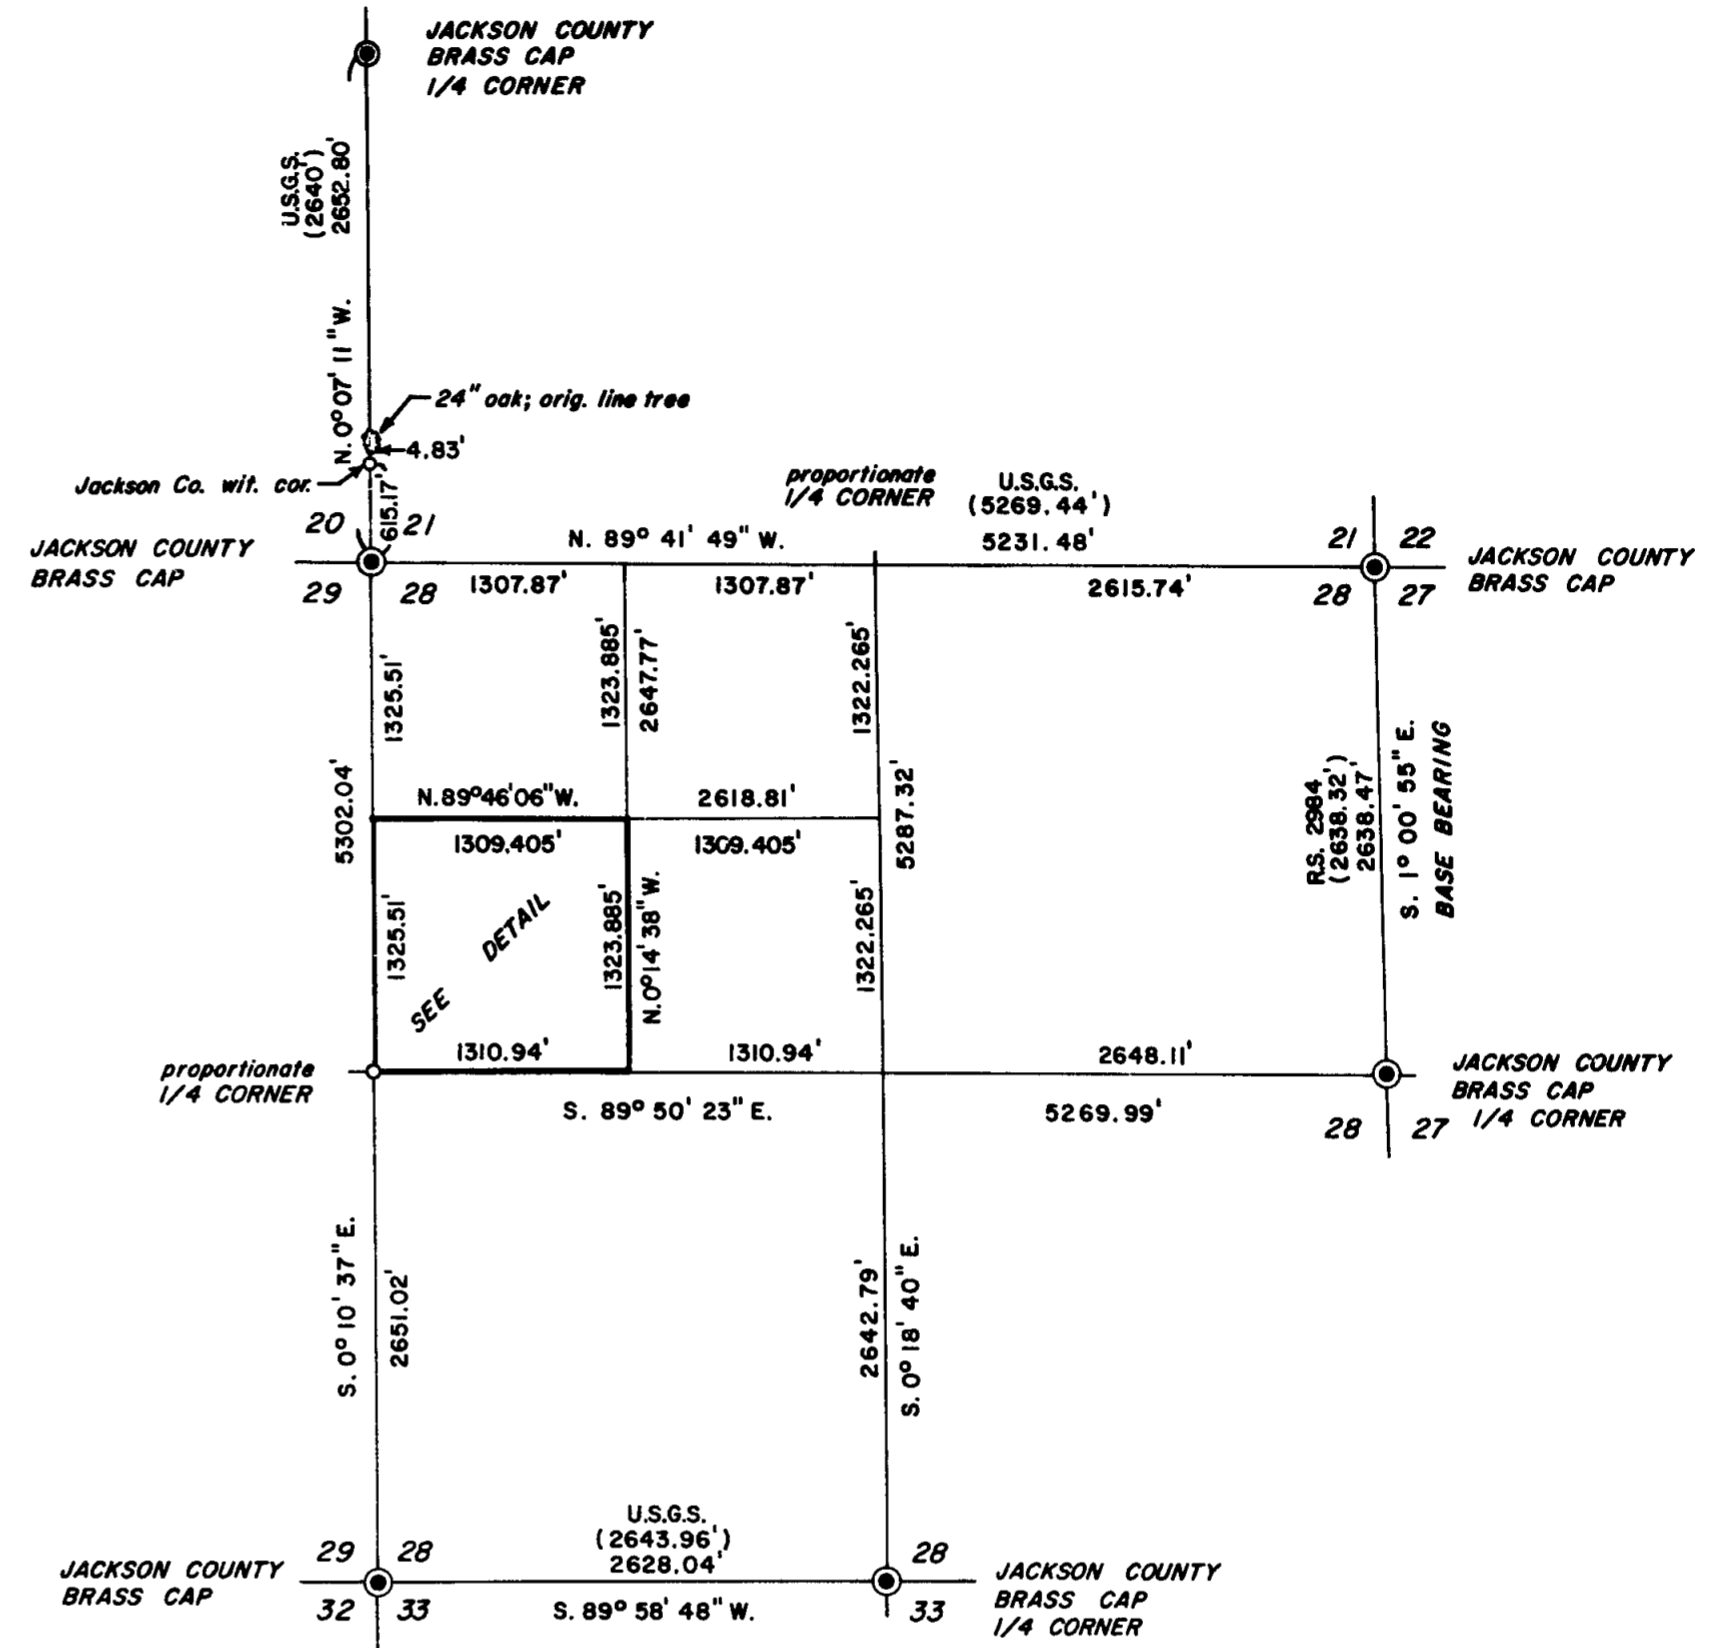 JACKSON COUNTY
BRASS CAP
1/4 CORNER
U.S.G.S.
(2640')
2652.80'
N. 0° 07' 11" W.
24" oak; orig. line tree
4.83'
Jackson Co. wit. cor.
615.17'
20 21
JACKSON COUNTY
BRASS CAP
29 28
N. 89° 41' 49" W.
proportionate
1/4 CORNER
U.S.G.S.
(5269.44')
5231.48'
21 22
JACKSON COUNTY
BRASS CAP
28 27
1307.87'
1307.87'
2615.74'
1325.51'
1323.885'
2647.77'
1322.265'
5302.04'
N. 89° 46' 06" W.
2618.81'
1309.405'
1309.405'
5287.32'
R.S. 2984
(2638.32')
2638.47'
S. 1° 00' 55" E.
BASE BEARING
1325.51'
SEE DETAIL
1323.885'
N. 0° 14' 38" W.
1322.265'
1310.94'
1310.94'
2648.11'
proportionate
1/4 CORNER
S. 89° 50' 23" E.
5269.99'
JACKSON COUNTY
BRASS CAP
1/4 CORNER
28 27
S. 0° 10' 37" E.
2651.02'
2642.79'
S. 0° 18' 40" E.
U.S.G.S.
(2643.96')
2628.04'
29 28
JACKSON COUNTY
BRASS CAP
32 33
S. 89° 58' 48" W.
28
33
JACKSON COUNTY
BRASS CAP
1/4 CORNER